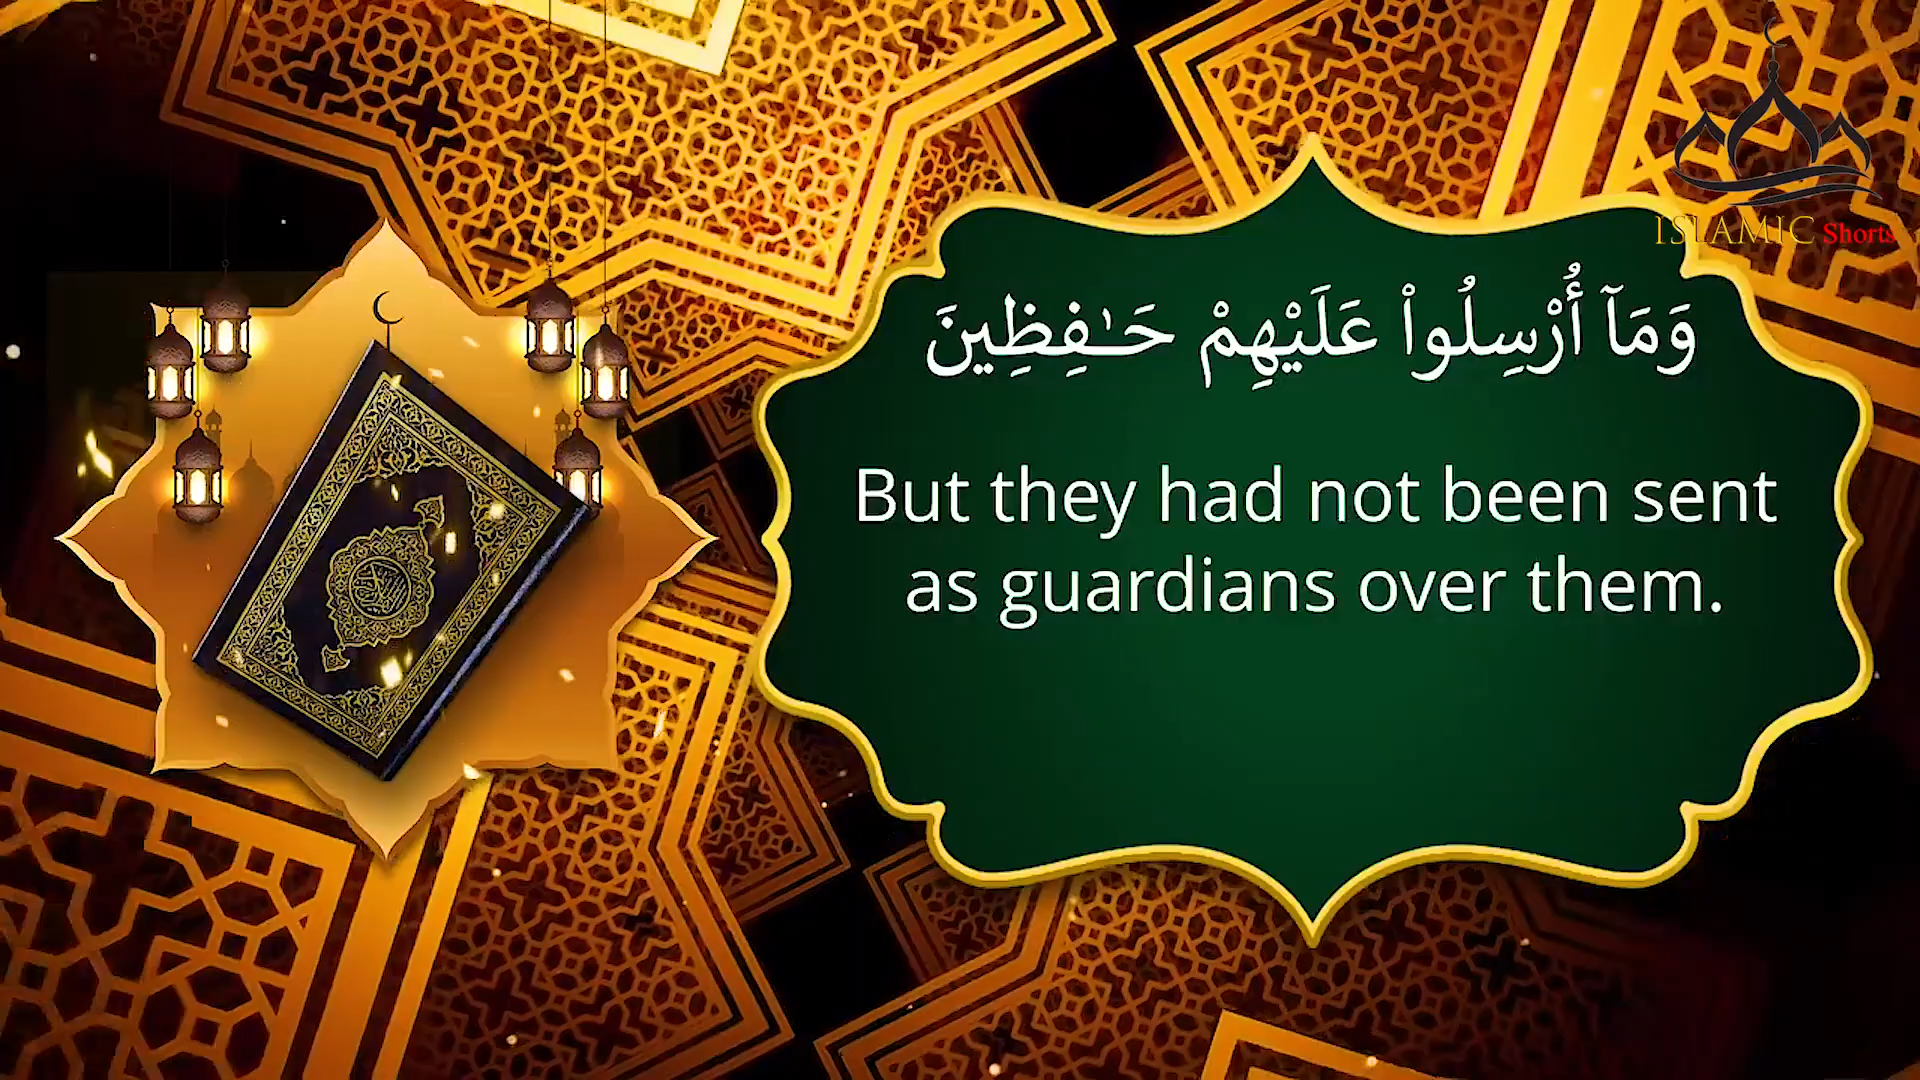 ISLAMIC Shorts
وَمَآ أُرْسِلُوا۟ عَلَيْهِمْ حَـٰفِظِينَ
But they had not been sent
as guardians over them.